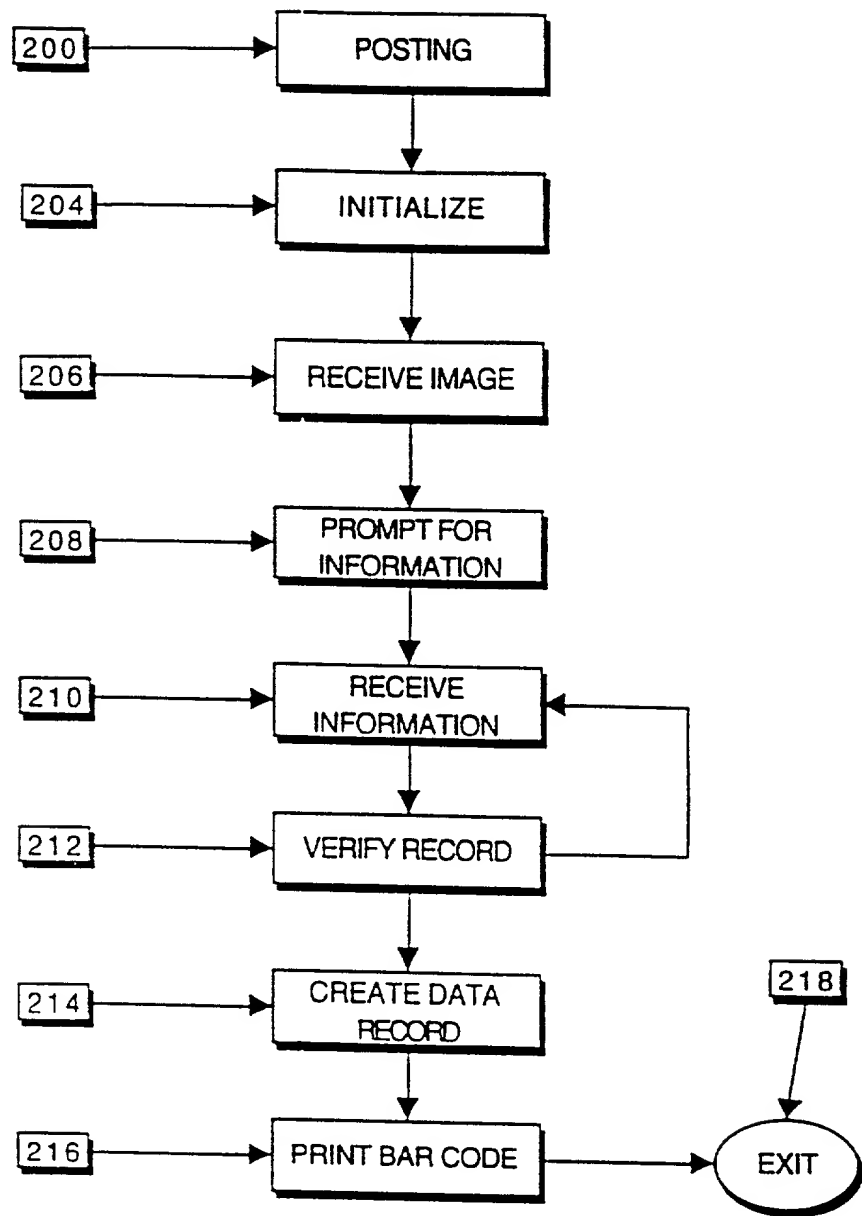 200
POSTING
204
INITIALIZE
206
RECEIVE IMAGE
208
PROMPT FOR
INFORMATION
210
RECEIVE
INFORMATION
212
VERIFY RECORD
214
CREATE DATA
RECORD
218
216
PRINT BAR CODE
EXIT